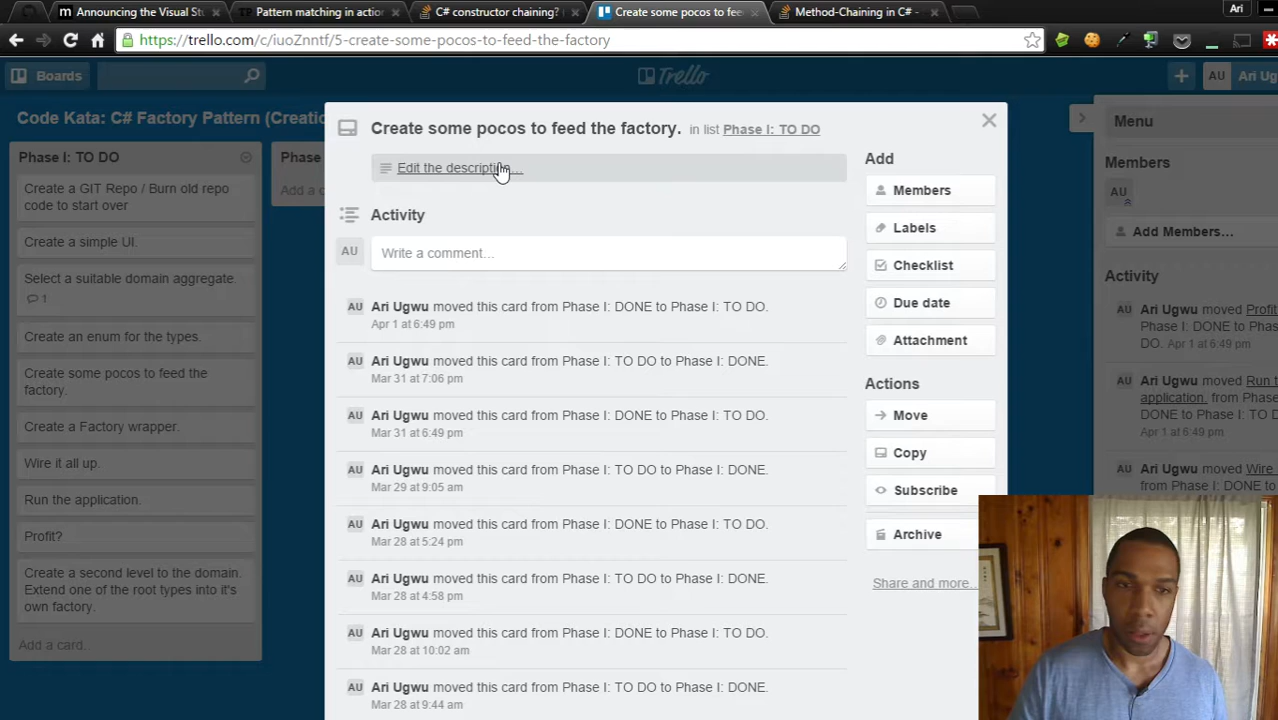 Announcing the Visual Stu
Pattern matching in action
C# constructor chaining?
Create some pocos to fee
Method-Chaining in C# -
Ari
https://trello.com/c/iuoZnntf/5-create-some-pocos-to-feed-the-factory
Boards
Trello
AU
Ari Ugw
Code Kata: C# Factory Pattern (Creatio
Phase I: TO DO
Create a GIT Repo / Burn old repo
code to start over
Create a simple UI.
Select a suitable domain aggregate.
1
Create an enum for the types.
Create some pocos to feed the
factory.
Create a Factory wrapper.
Wire it all up.
Run the application.
Profit?
Create a second level to the domain.
Extend one of the root types into it's
own factory.
Add a card...
Phase
Add a c
Create some pocos to feed the factory. in list Phase I: TO DO
Edit the description...
Activity
AU
Write a comment...
AU Ari Ugwu moved this card from Phase I: DONE to Phase I: TO DO.
Apr 1 at 6:49 pm
AU Ari Ugwu moved this card from Phase I: TO DO to Phase I: DONE.
Mar 31 at 7:06 pm
AU Ari Ugwu moved this card from Phase I: DONE to Phase I: TO DO.
Mar 31 at 6:49 pm
AU Ari Ugwu moved this card from Phase I: TO DO to Phase I: DONE.
Mar 29 at 9:05 am
AU Ari Ugwu moved this card from Phase I: DONE to Phase I: TO DO.
Mar 28 at 5:24 pm
AU Ari Ugwu moved this card from Phase I: TO DO to Phase I: DONE.
Mar 28 at 4:58 pm
AU Ari Ugwu moved this card from Phase I: DONE to Phase I: TO DO.
Mar 28 at 10:02 am
AU Ari Ugwu moved this card from Phase I: TO DO to Phase I: DONE.
Mar 28 at 9:44 am
Add
Members
Labels
Checklist
Due date
Attachment
Actions
Move
Copy
Subscribe
Archive
Share and more...
Menu
Members
AU
Add Members...
Activity
AU
Ari Ugwu moved Profit
Phase I: DONE to Phase
DO. Apr 1 at 6:49 pm
AU
Ari Ugwu moved Run t
application. from Phase
DONE to Phase I: TO D
Apr 1 at 6:49 pm
AU
Ari Ugwu moved Wire
from Phase I: DONE to